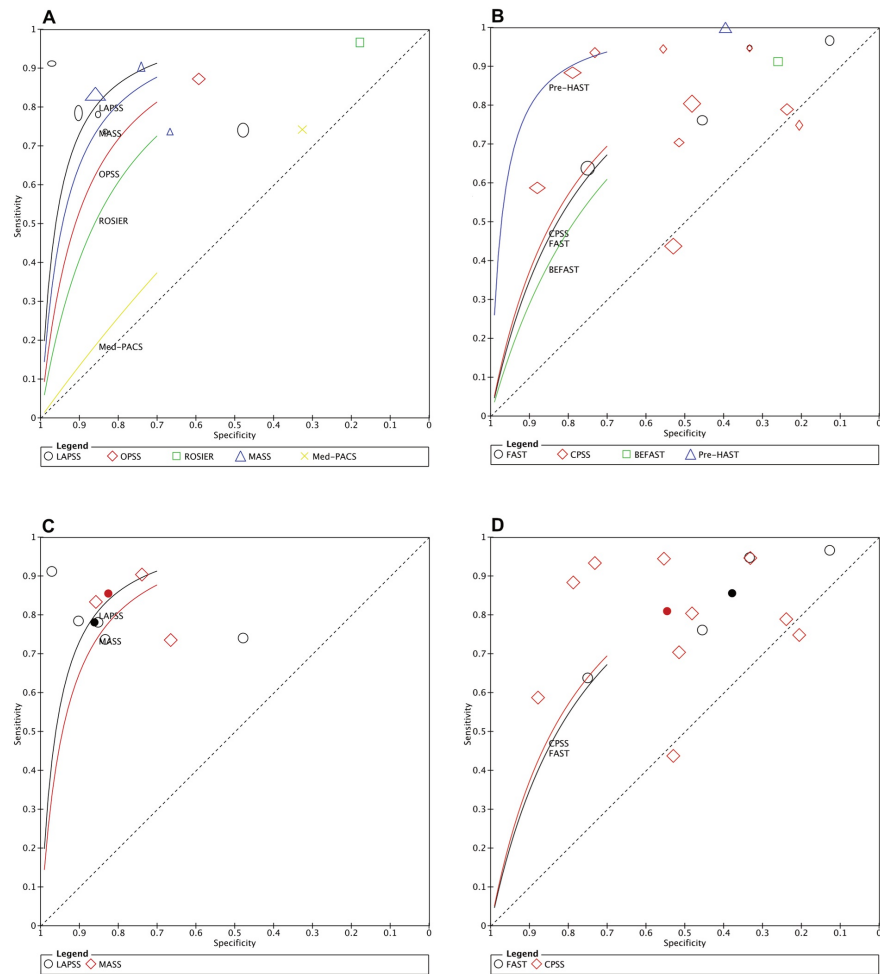 A
Sensitivity
1
0.9
0.8
0.7
0.6
0.5
0.4
0.3
0.2
0.1
0
LAPSS
MASS
OPSS
ROSIER
Med-PACS
1 0.9 0.8 0.7 0.6 0.5 0.4 0.3 0.2 0.1 0
Specificity
Legend
LAPSS OPSS ROSIER MASS Med-PACS
B
Sensitivity
1
0.9
0.8
0.7
0.6
0.5
0.4
0.3
0.2
0.1
0
Pre-HAST
CPSS
FAST
BEFAST
1 0.9 0.8 0.7 0.6 0.5 0.4 0.3 0.2 0.1 0
Specificity
Legend
FAST CPSS BEFAST Pre-HAST
C
Sensitivity
1
0.9
0.8
0.7
0.6
0.5
0.4
0.3
0.2
0.1
0
LAPSS
MASS
1 0.9 0.8 0.7 0.6 0.5 0.4 0.3 0.2 0.1 0
Specificity
Legend
LAPSS MASS
D
Sensitivity
1
0.9
0.8
0.7
0.6
0.5
0.4
0.3
0.2
0.1
0
CPSS
FAST
1 0.9 0.8 0.7 0.6 0.5 0.4 0.3 0.2 0.1 0
Specificity
Legend
FAST CPSS